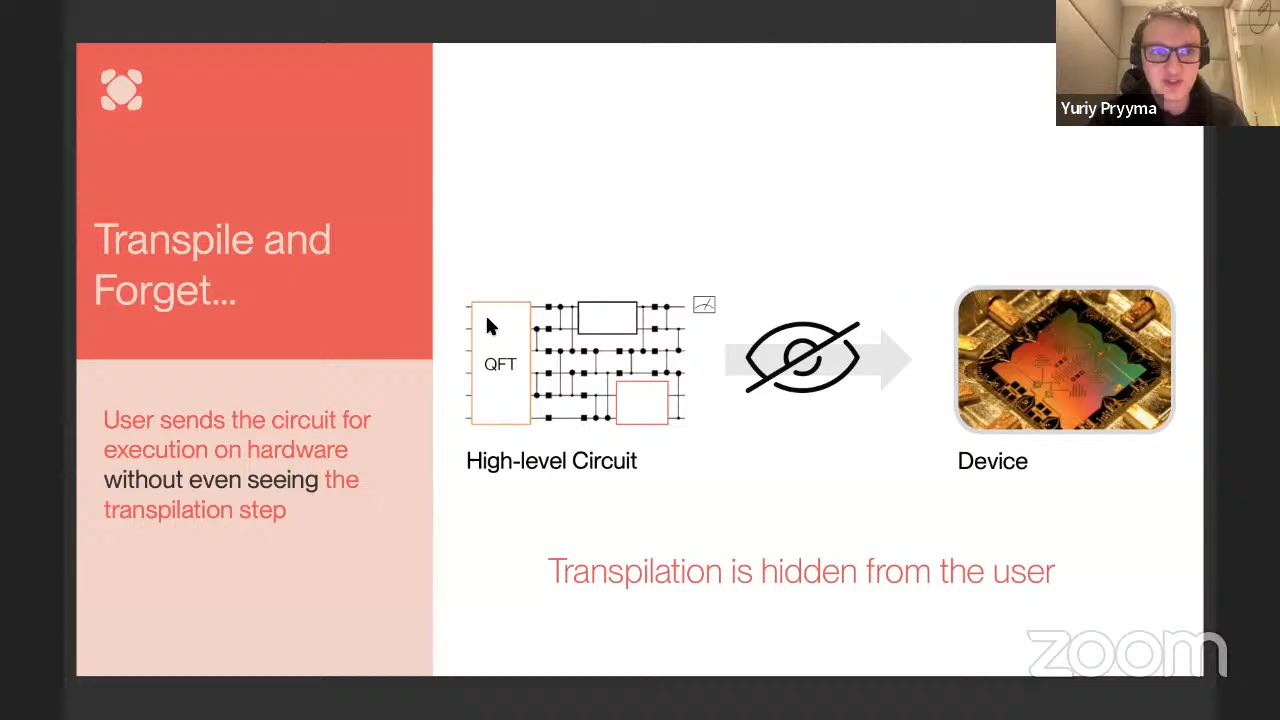 Yuriy Pryyma
Transpile and
Forget...
User sends the circuit for
execution on hardware
without even seeing the
transpilation step
QFT
High-level Circuit
Device
Transpilation is hidden from the user
zoom